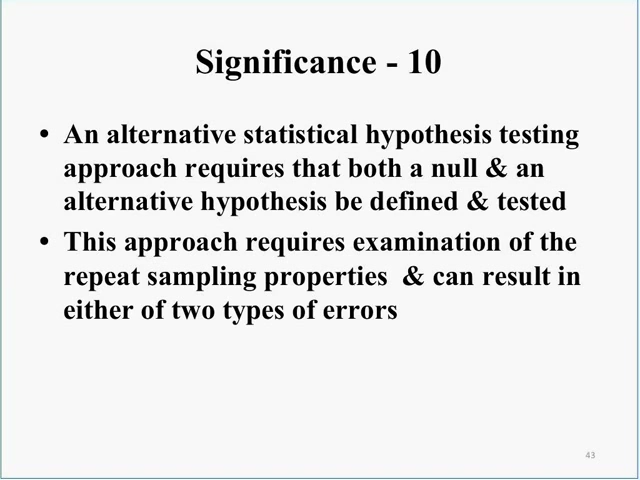 Significance - 10
• An alternative statistical hypothesis testing
approach requires that both a null & an
alternative hypothesis be defined & tested
• This approach requires examination of the
repeat sampling properties & can result in
either of two types of errors
43